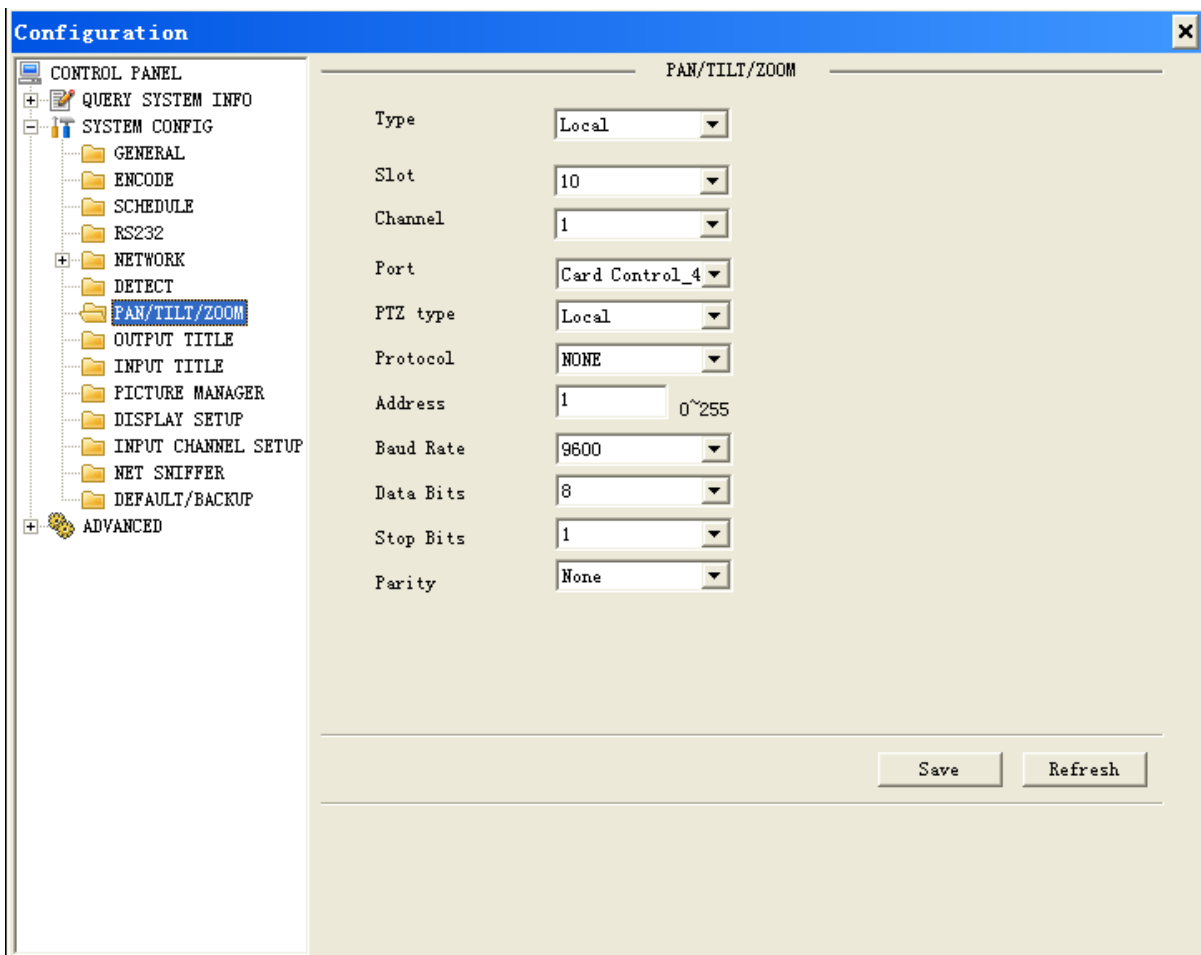 Configuration
CONTROL PANEL
QUERY SYSTEM INFO
SYSTEM CONFIG
GENERAL
ENCODE
SCHEDULE
RS232
NETWORK
DETECT
PAN/TILT/ZOOM
OUTPUT TITLE
INPUT TITLE
PICTURE MANAGER
DISPLAY SETUP
INPUT CHANNEL SETUP
NET SNIFFER
DEFAULT/BACKUP
ADVANCED
PAN/TILT/ZOOM
Type Local
Slot 10
Channel 1
Port Card Control_4
PTZ type Local
Protocol NONE
Address 1 0~255
Baud Rate 9600
Data Bits 8
Stop Bits 1
Parity None
Save Refresh